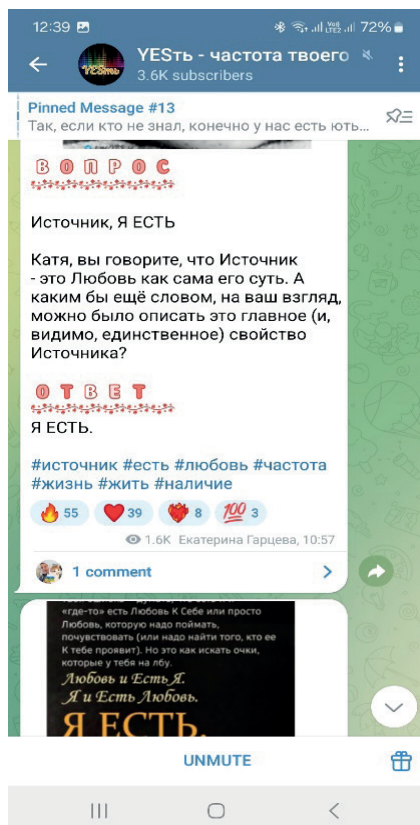 12:39
72%
YESть - частота твоего
3.6K subscribers
Pinned Message #13
Так, если кто не знал, конечно у нас есть ють...
ВОПРОС
Источник, Я ЕСТЬ
Катя, вы говорите, что Источник
- это Любовь как сама его суть. А
каким бы ещё словом, на ваш взгляд,
можно было описать это главное (и,
видимо, единственное) свойство
Источника?
ОТВЕТ
Я ЕСТЬ.
#источник #есть #любовь #частота
#жизнь #жить #наличие
55 39 8 100 3
1.6K Екатерина Гарцева, 10:57
1 comment
«где-то» есть Любовь К Себе или просто
Любовь, которую надо поймать,
почувствовать (или надо найти того, кто ее
К тебе проявит). Но это как искать очки,
которые у тебя на лбу.
Любовь и Есть Я.
Я и Есть Любовь.
Я ЕСТЬ.
UNMUTE